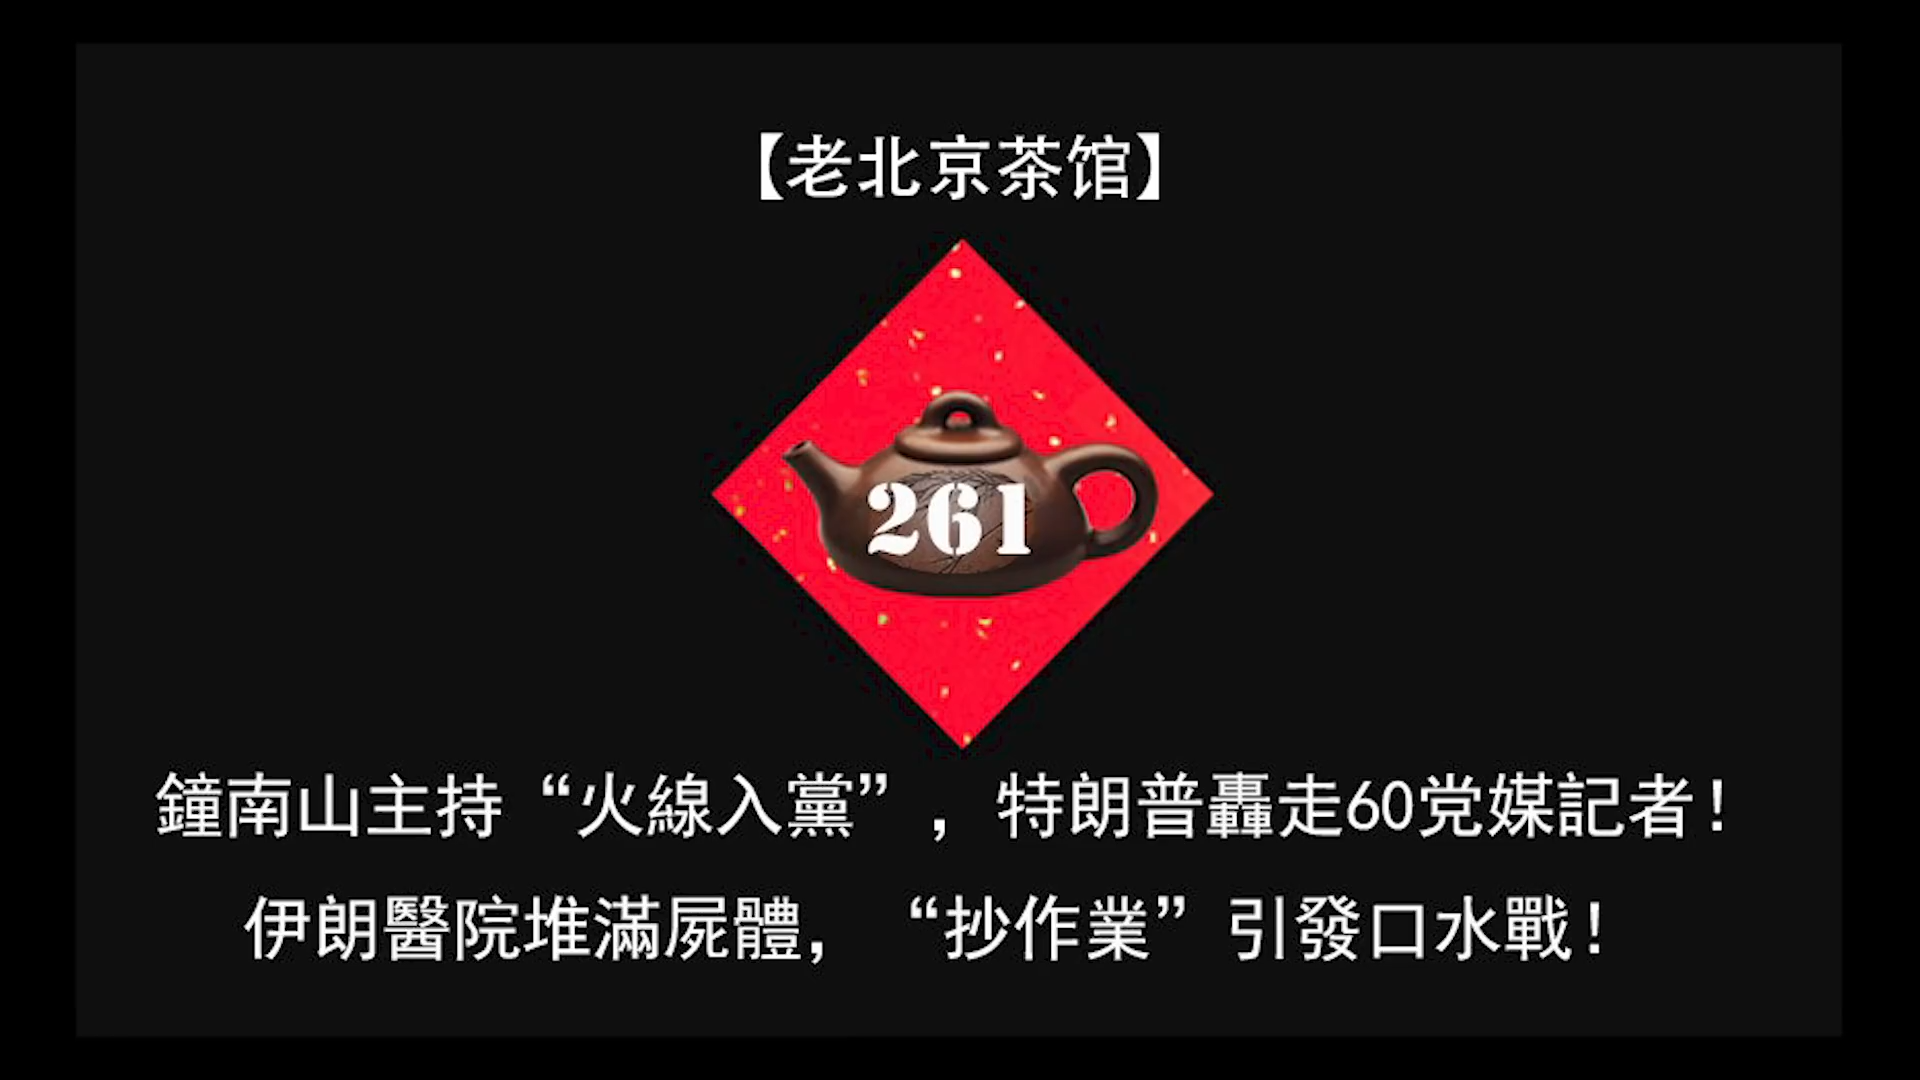 【老北京茶馆】
261
鐘南山主持“火線入黨”，特朗普轟走60党媒記者！
伊朗醫院堆滿屍體，“抄作業”引發口水戰！